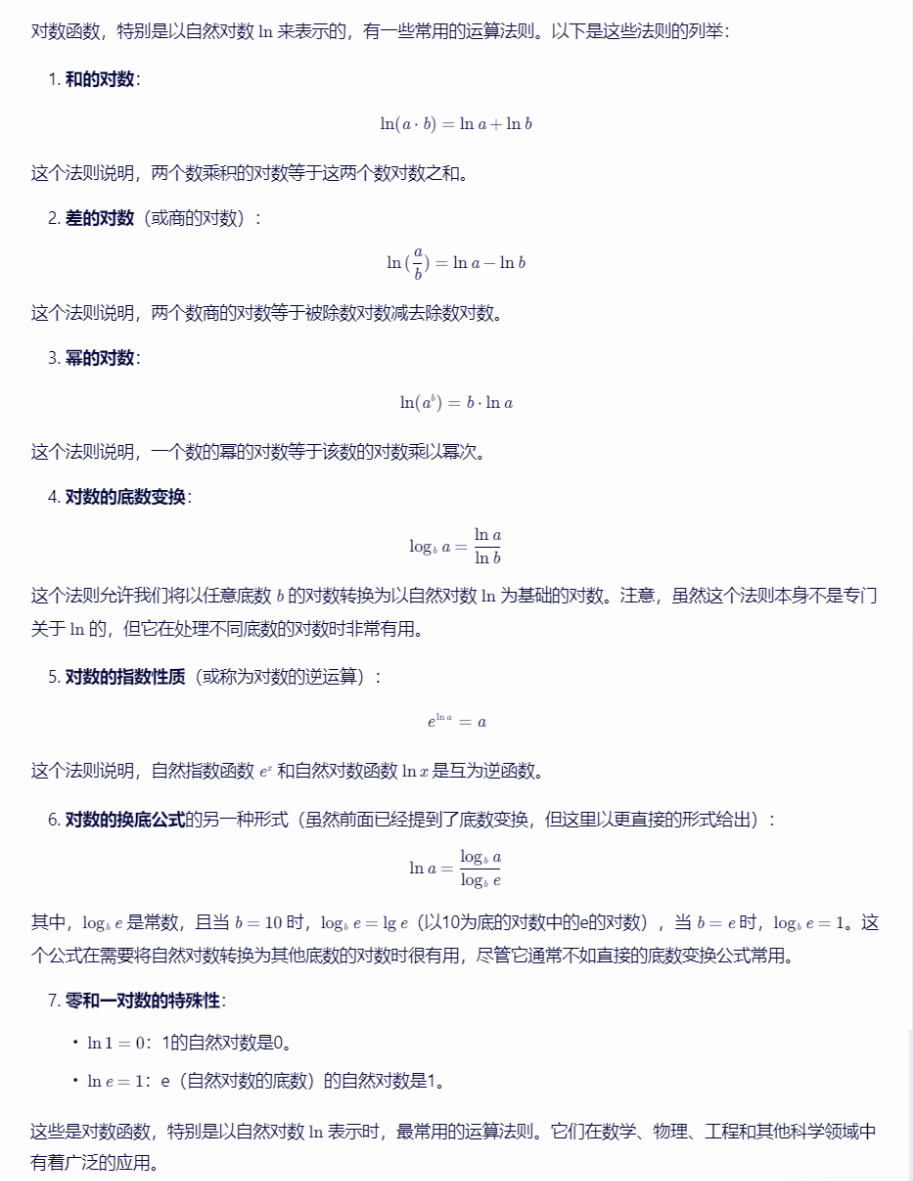 对数函数，特别是以自然对数 ln 来表示的，有一些常用的运算法则。以下是这些法则的列举：
1. 和的对数：
ln(a · b) = ln a + ln b
这个法则说明，两个数乘积的对数等于这两个数对数之和。
2. 差的对数（或商的对数）：
ln (a/b) = ln a − ln b
这个法则说明，两个数商的对数等于被除数对数减去除数对数。
3. 幂的对数：
ln(a^b) = b · ln a
这个法则说明，一个数的幂的对数等于该数的对数乘以幂次。
4. 对数的底数变换：
log_b a = ln a / ln b
这个法则允许我们将以任意底数 b 的对数转换为以自然对数 ln 为基础的对数。注意，虽然这个法则本身不是专门
关于 ln 的，但它在处理不同底数的对数时非常有用。
5. 对数的指数性质（或称为对数的逆运算）：
e^{ln a} = a
这个法则说明，自然指数函数 e^x 和自然对数函数 ln x 是互为逆函数。
6. 对数的换底公式的另一种形式（虽然前面已经提到了底数变换，但这里以更直接的形式给出）：
ln a = log_b a / log_b e
其中，log_b e 是常数，且当 b = 10 时，log_b e = lg e（以10为底的对数中的e的对数），当 b = e 时，log_b e = 1。这
个公式在需要将自然对数转换为其他底数的对数时很有用，尽管它通常不如直接的底数变换公式常用。
7. 零和一对数的特殊性：
• ln 1 = 0：1的自然对数是0。
• ln e = 1：e（自然对数的底数）的自然对数是1。
这些是对数函数，特别是以自然对数 ln 表示时，最常用的运算法则。它们在数学、物理、工程和其他科学领域中
有着广泛的应用。